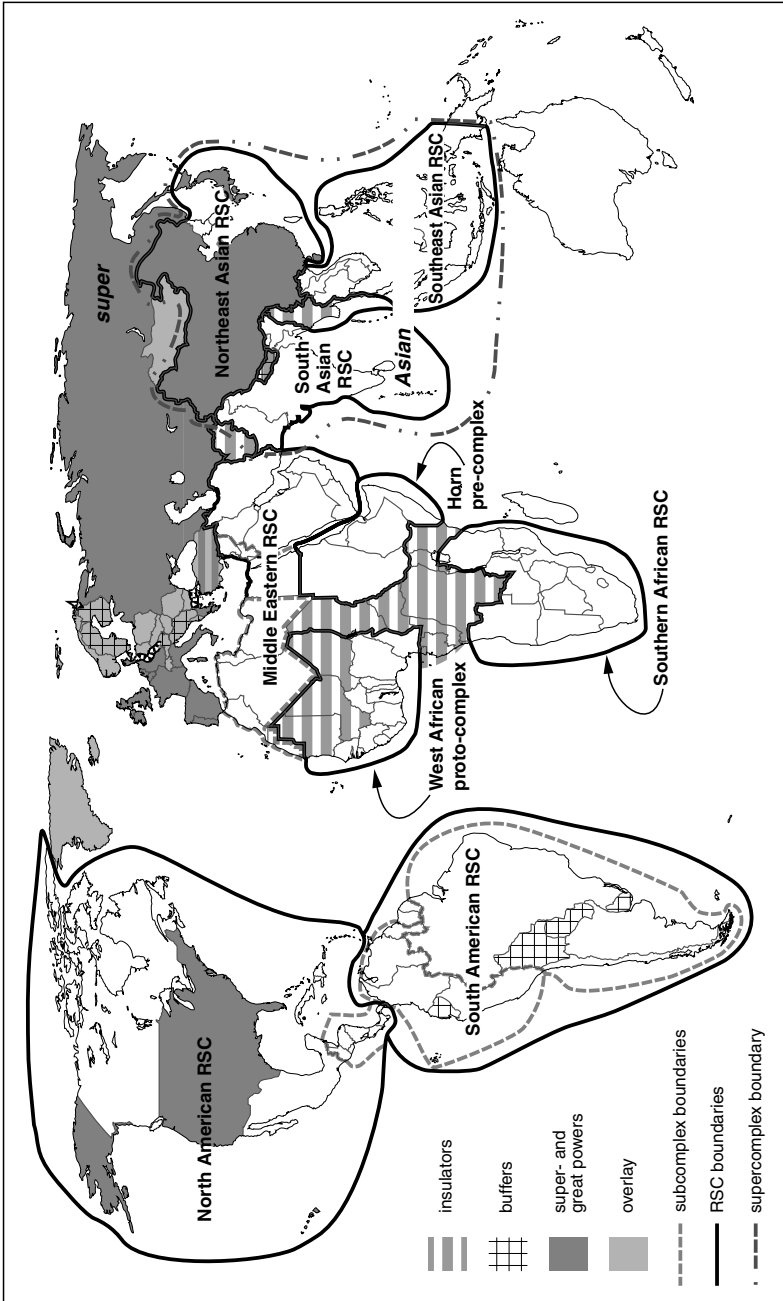 super
Northeast Asian RSC
South
Asian
RSC
Asian
Southeast Asian RSC
Middle Eastern RSC
Horn
pre-complex
West African
proto-complex
Southern African RSC
North American RSC
South American RSC
insulators
buffers
super- and
great powers
overlay
subcomplex boundaries
RSC boundaries
supercomplex boundary